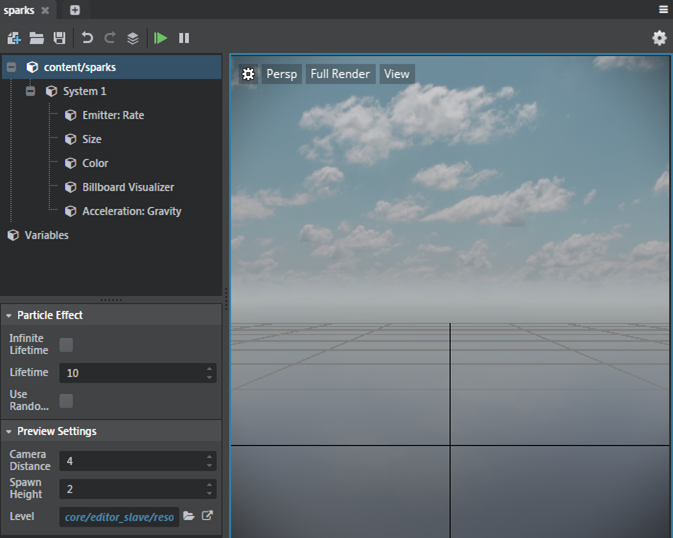 sparks
content/sparks
System 1
Emitter: Rate
Size
Color
Billboard Visualizer
Acceleration: Gravity
Variables
Persp Full Render View
Particle Effect
Infinite
Lifetime
Lifetime 10
Use
Rando...
Preview Settings
Camera
Distance 4
Spawn
Height 2
Level core/editor_slave/reso